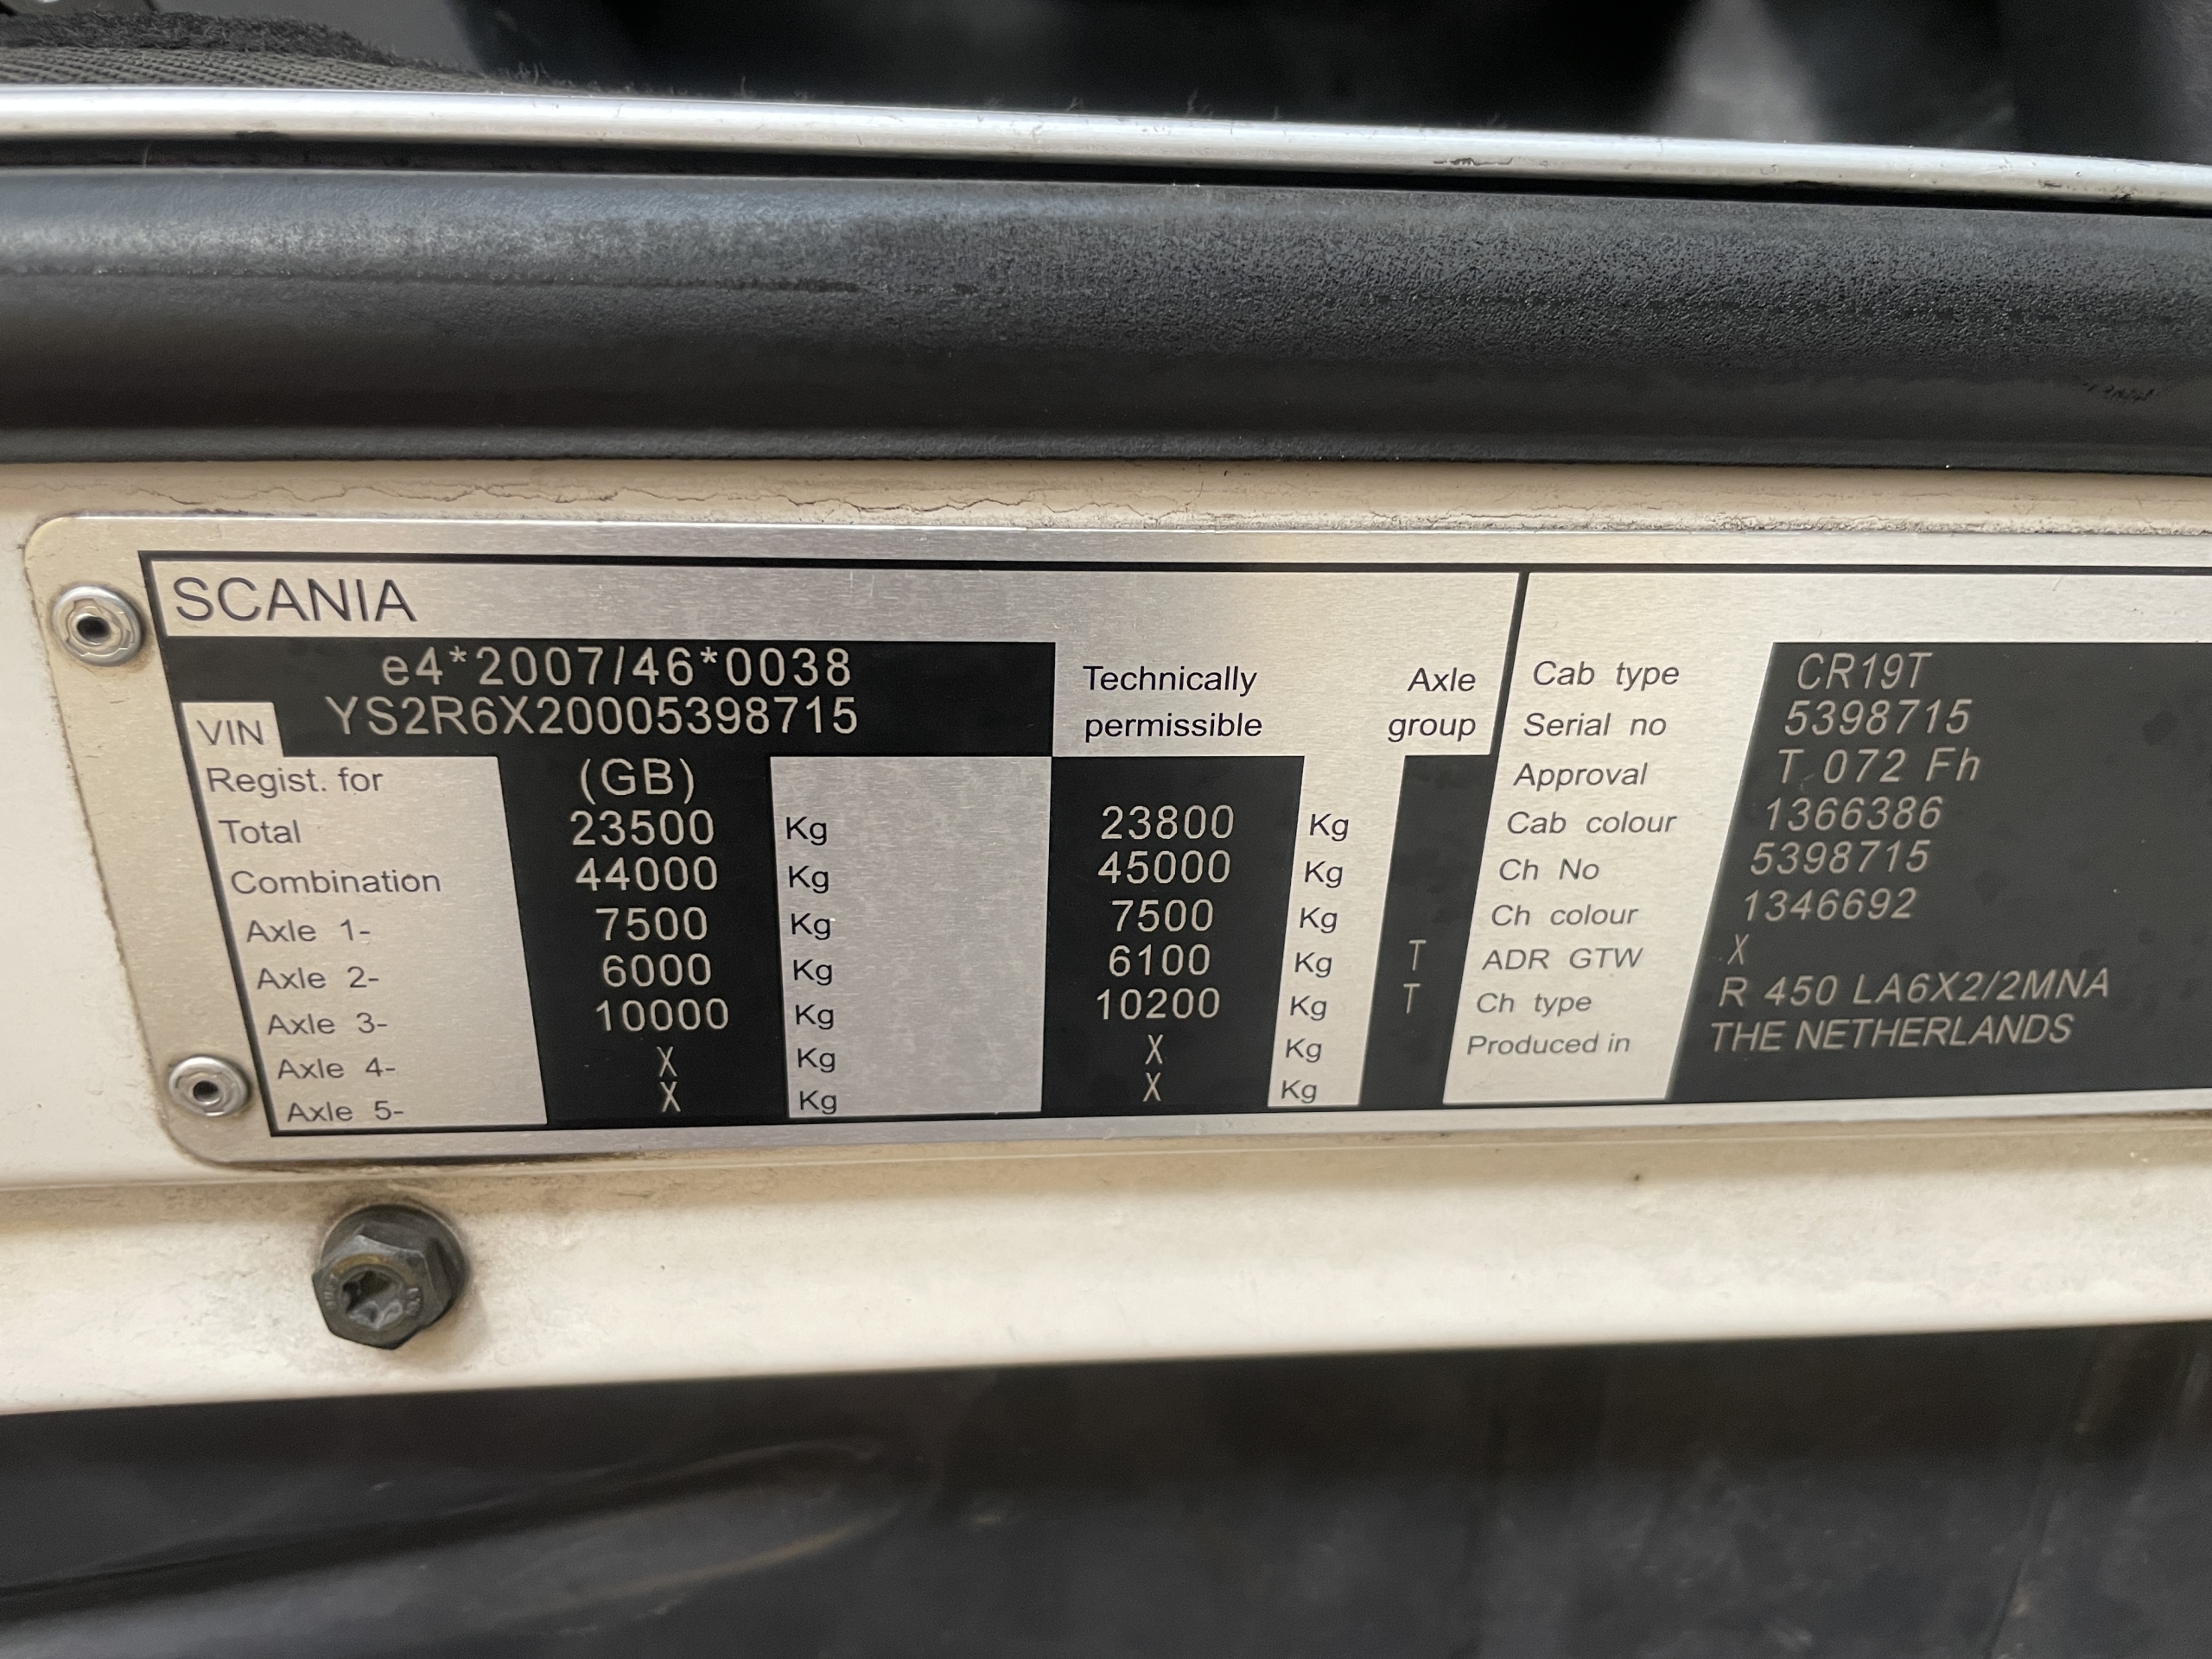 SCANIA
e4*2007/46*0038
VIN YS2R6X20005398715
Technically permissible
Axle group
Regist. for (GB)
Total 23500 Kg 23800 Kg
Combination 44000 Kg 45000 Kg
Axle 1- 7500 Kg 7500 Kg
Axle 2- 6000 Kg 6100 Kg T
Axle 3- 10000 Kg 10200 Kg T
Axle 4- X Kg X Kg
Axle 5- X Kg X Kg
Cab type CR19T
Serial no 5398715
Approval T 072 Fh
Cab colour 1366386
Ch No 5398715
Ch colour 1346692
ADR GTW X
Ch type R 450 LA6X2/2MNA
Produced in THE NETHERLANDS